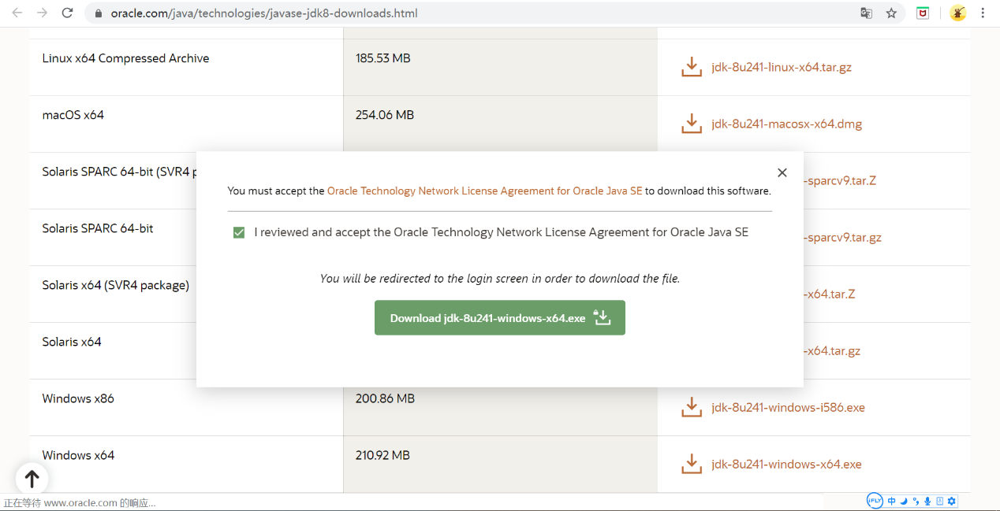 oracle.com/java/technologies/javase-jdk8-downloads.html
Linux x64 Compressed Archive 185.53 MB jdk-8u241-linux-x64.tar.gz
macOS x64 254.06 MB jdk-8u241-macosx-x64.dmg
Solaris SPARC 64-bit (SVR4 p -sparcv9.tar.Z
You must accept the Oracle Technology Network License Agreement for Oracle Java SE to download this software.
Solaris SPARC 64-bit -sparcv9.tar.gz
I reviewed and accept the Oracle Technology Network License Agreement for Oracle Java SE
You will be redirected to the login screen in order to download the file.
Solaris x64 (SVR4 package) -x64.tar.Z
Download jdk-8u241-windows-x64.exe
Solaris x64 -x64.tar.gz
Windows x86 200.86 MB jdk-8u241-windows-i586.exe
Windows x64 210.92 MB jdk-8u241-windows-x64.exe
正在等待 www.oracle.com 的响应...
iFLY 中